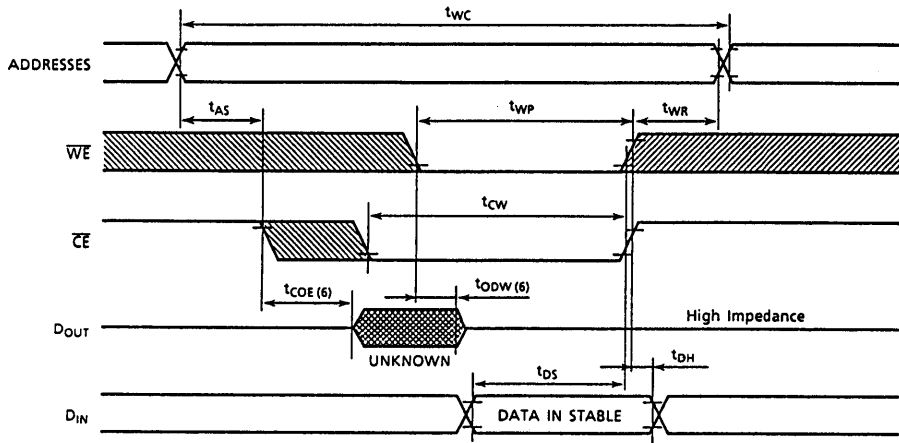 tWC
ADDRESSES
tAS
tWP
tWR
WE
tCW
CE
tCOE (6)
tODW (6)
DOUT
High Impedance
UNKNOWN
tDH
tDS
DIN
DATA IN STABLE